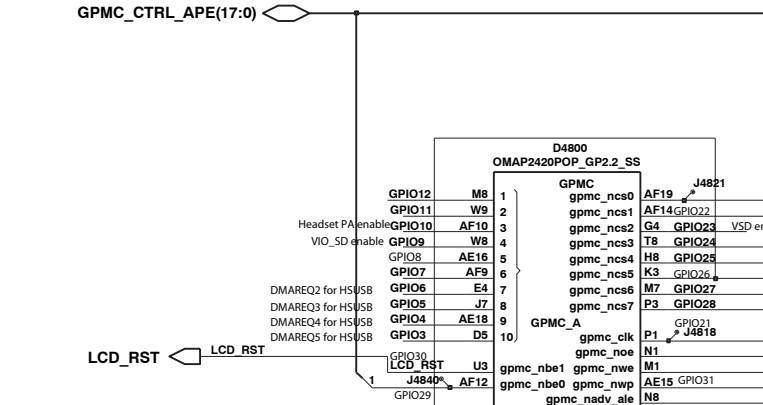 GPMC_CTRL_APE(17:0)
D4800
OMAP2420POP_GP2.2_SS
GPMC
J4821
GPIO12 M8 1 gpmc_ncs0 AF19
GPIO11 W9 2 gpmc_ncs1 AF14 GPIO22
Headset PA enable GPIO10 AF10 3 gpmc_ncs2 G4 GPIO23 VSD
VIO_SD enable GPIO9 W8 4 gpmc_ncs3 T8 GPIO24
GPIO8 AE16 5 gpmc_ncs4 H8 GPIO25
GPIO7 AF9 6 gpmc_ncs5 K3 GPIO26
DMAREQ2 for HSUSB GPIO6 E4 7 gpmc_ncs6 M7 GPIO27
DMAREQ3 for HSUSB GPIO5 J7 8 gpmc_ncs7 P3 GPIO28
DMAREQ4 for HSUSB GPIO4 AE18 9 GPMC_A GPIO21
DMAREQ5 for HSUSB GPIO3 D5 10 gpmc_clk P1 J4818
LCD_RST LCD_RST GPIO30 gpmc_noe N1
LCD_RST U3 gpmc_nbe1 gpmc_nwe M1
1 J4840 AF12 gpmc_nbe0 gpmc_nwp AE15 GPIO31
GPIO29 gpmc_nadv_ale N8